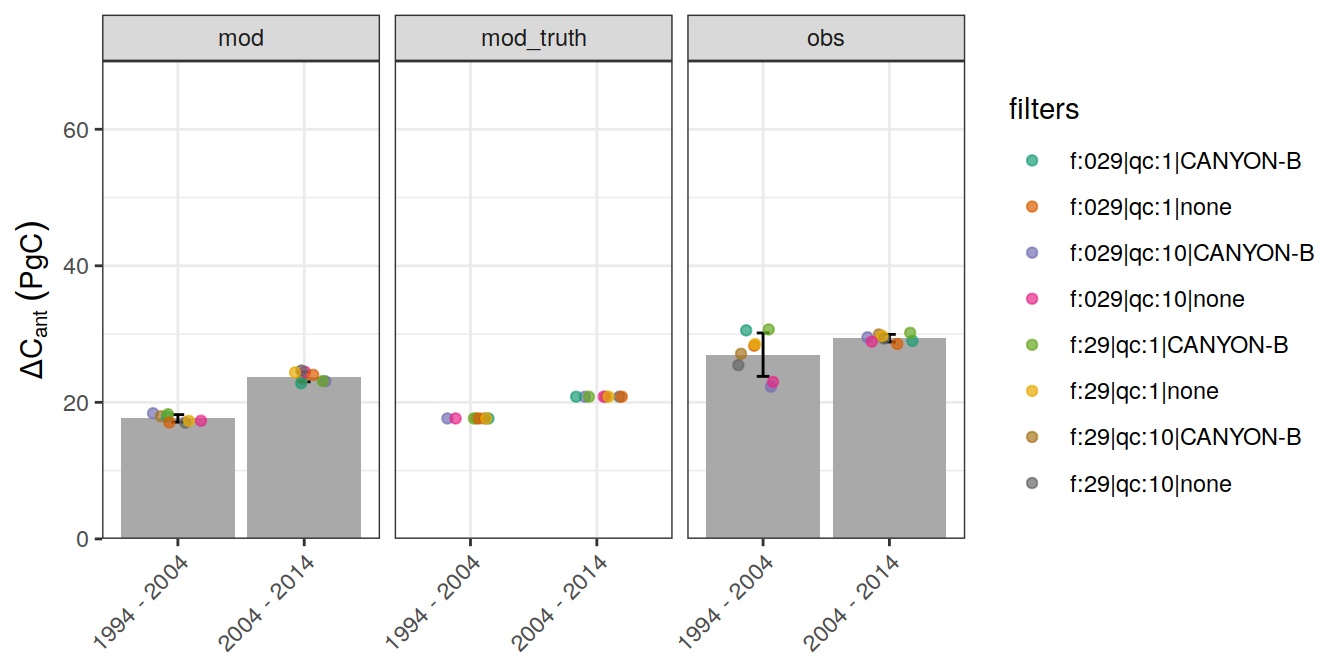 mod
mod_truth
obs
ΔCant (PgC)
60
40
20
0
1994 - 2004
2004 - 2014
1994 - 2004
2004 - 2014
1994 - 2004
2004 - 2014
filters
f:029|qc:1|CANYON-B
f:029|qc:1|none
f:029|qc:10|CANYON-B
f:029|qc:10|none
f:29|qc:1|CANYON-B
f:29|qc:1|none
f:29|qc:10|CANYON-B
f:29|qc:10|none